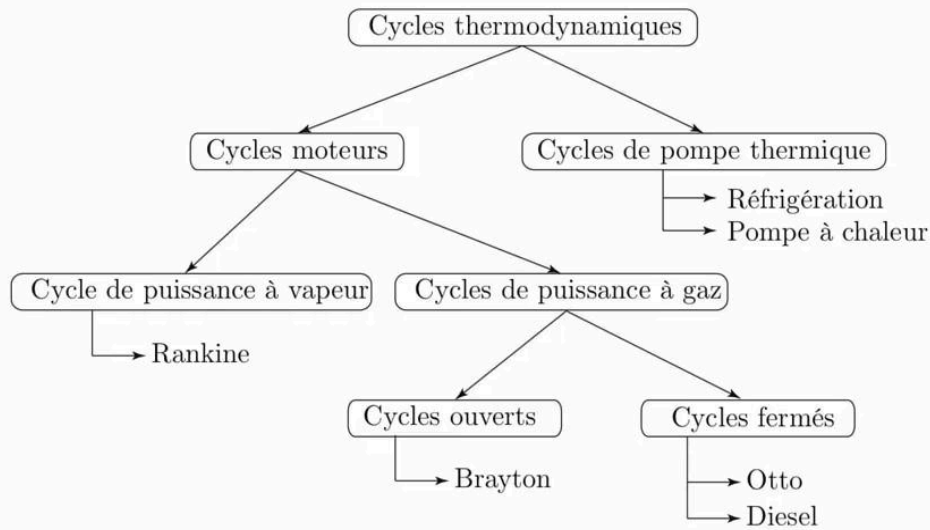 Cycles thermodynamiques
Cycles moteurs
Cycles de pompe thermique
Réfrigération
Pompe à chaleur
Cycle de puissance à vapeur
Cycles de puissance à gaz
Rankine
Cycles ouverts
Cycles fermés
Brayton
Otto
Diesel